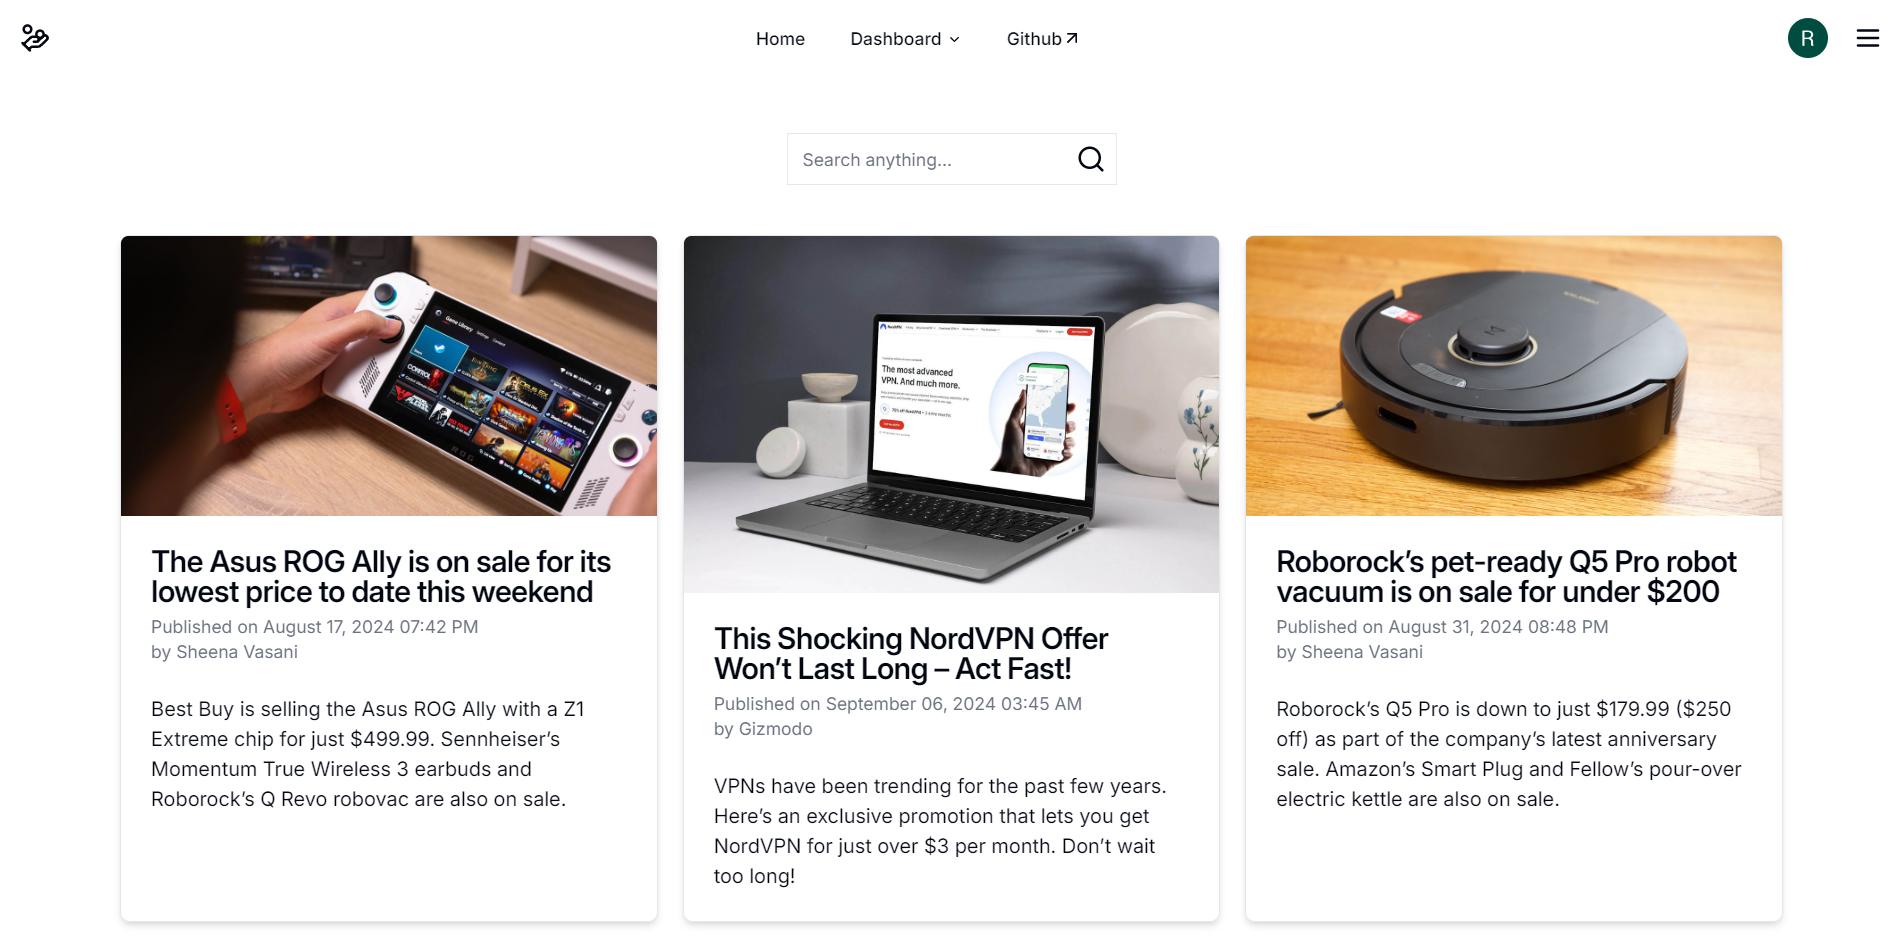 Home
Dashboard
Github
R
Search anything...
Game Library
Settings
ROG
NordVPN
The most advanced
VPN. And much more.
The Asus ROG Ally is on sale for its
lowest price to date this weekend
Published on August 17, 2024 07:42 PM
by Sheena Vasani
Best Buy is selling the Asus ROG Ally with a Z1
Extreme chip for just $499.99. Sennheiser’s
Momentum True Wireless 3 earbuds and
Roborock’s Q Revo robovac are also on sale.
This Shocking NordVPN Offer
Won’t Last Long – Act Fast!
Published on September 06, 2024 03:45 AM
by Gizmodo
VPNs have been trending for the past few years.
Here’s an exclusive promotion that lets you get
NordVPN for just over $3 per month. Don’t wait
too long!
Roborock’s pet-ready Q5 Pro robot
vacuum is on sale for under $200
Published on August 31, 2024 08:48 PM
by Sheena Vasani
Roborock’s Q5 Pro is down to just $179.99 ($250
off) as part of the company’s latest anniversary
sale. Amazon’s Smart Plug and Fellow’s pour-over
electric kettle are also on sale.